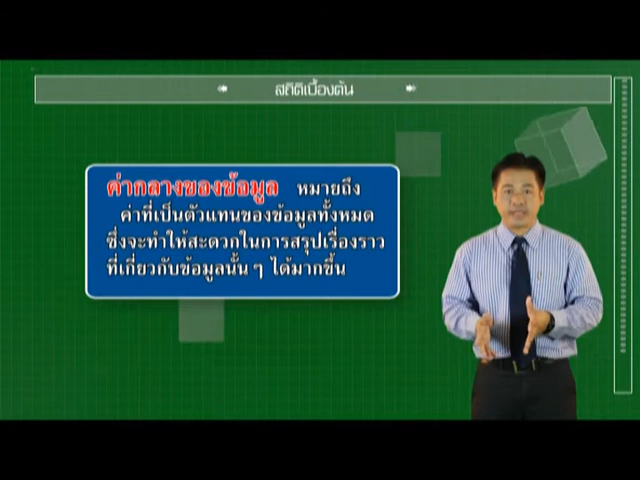 สถิติเบื้องต้น
ค่ากลางของข้อมูล หมายถึง
ค่าที่เป็นตัวแทนของข้อมูลทั้งหมด
ซึ่งจะทำให้สะดวกในการสรุปเรื่องราว
ที่เกี่ยวกับข้อมูลนั้น ๆ ได้มากขึ้น